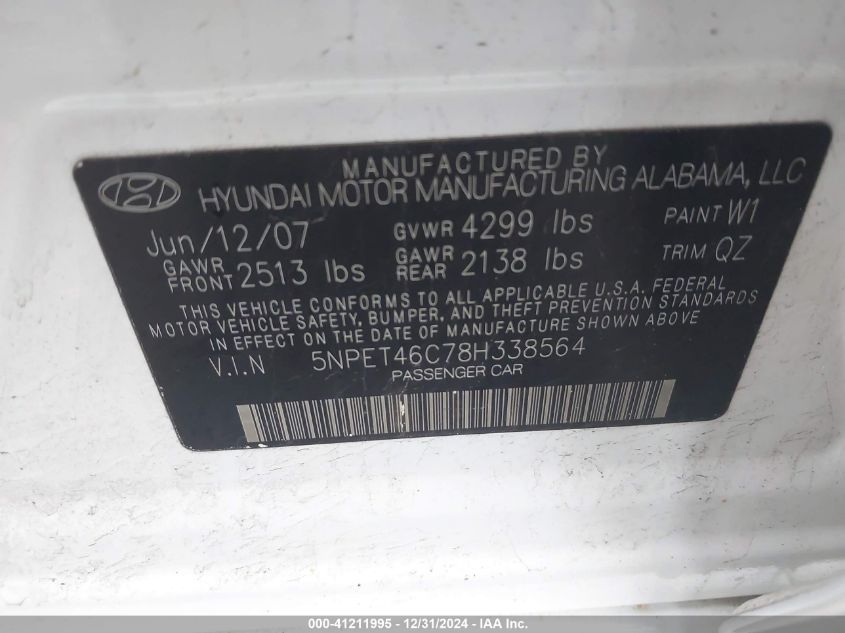 MANUFACTURED BY
HYUNDAI MOTOR MANUFACTURING ALABAMA, LLC
Jun/12/07 GVWR 4299 lbs PAINT W1
GAWR FRONT 2513 lbs GAWR REAR 2138 lbs TRIM QZ
THIS VEHICLE CONFORMS TO ALL APPLICABLE U.S.A. FEDERAL
MOTOR VEHICLE SAFETY, BUMPER, AND THEFT PREVENTION STANDARDS
IN EFFECT ON THE DATE OF MANUFACTURE SHOWN ABOVE.
V.I.N 5NPET46C78H338564
PASSENGER CAR
000-41211995 - 12/31/2024 - IAA Inc.